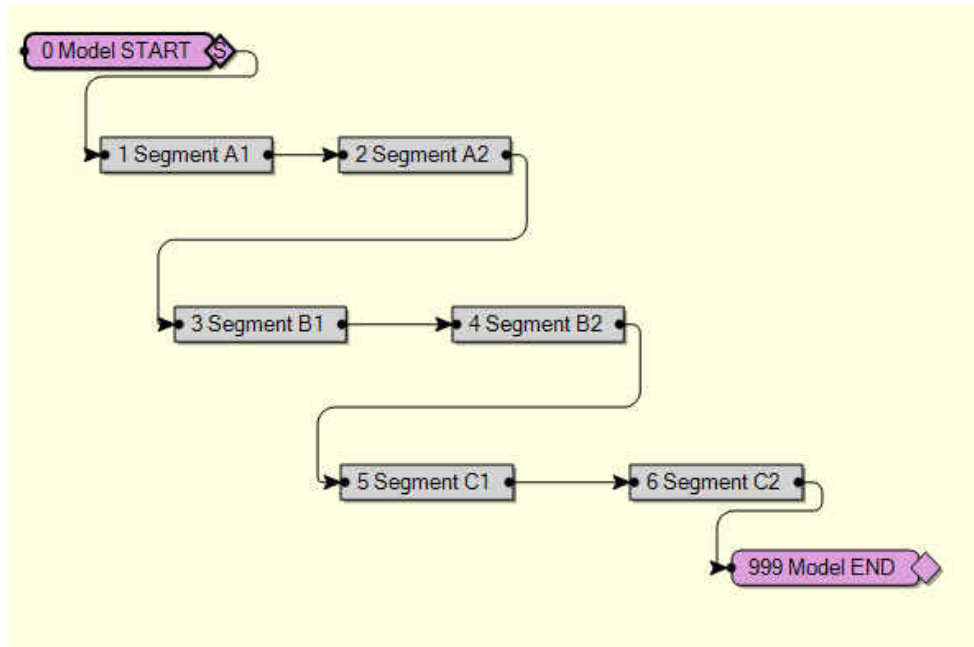 0 Model START S
1 Segment A1
2 Segment A2
3 Segment B1
4 Segment B2
5 Segment C1
6 Segment C2
999 Model END